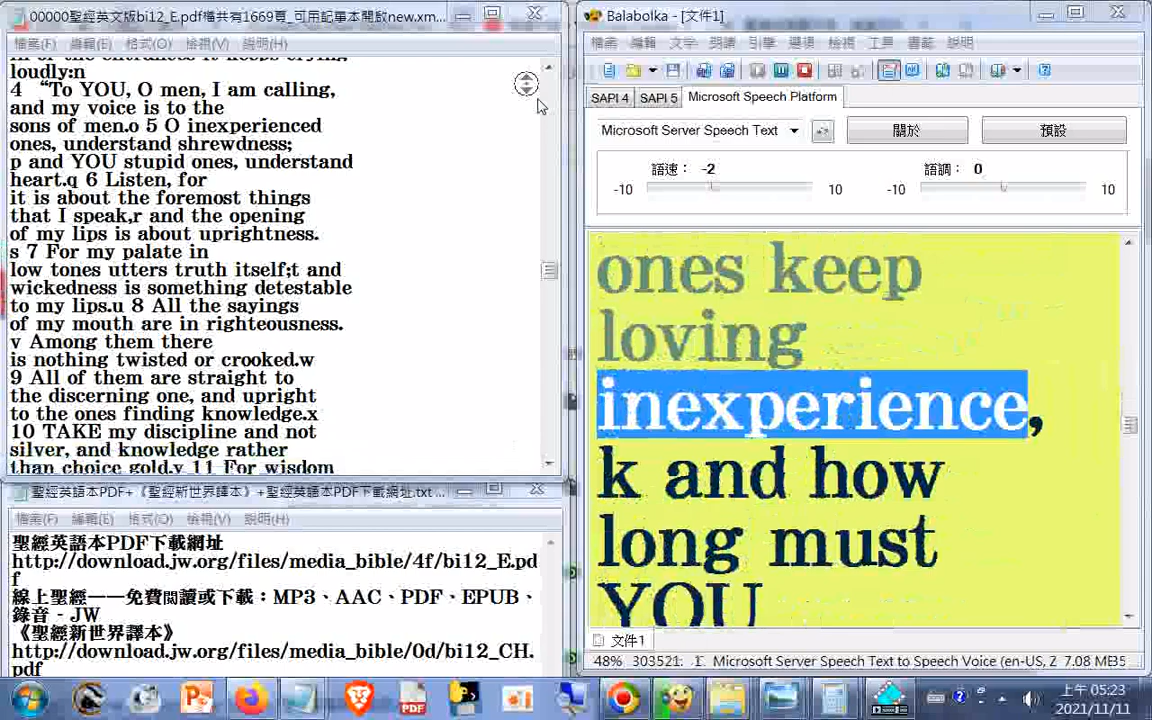 00000聖經英文版bi12_E.pdf檔共有1669頁_可用記事本開啟new.xm...
檔案(F) 編輯(E) 格式(O) 檢視(V) 說明(H)
loudly:n
4 “To YOU, O men, I am calling,
and my voice is to the
sons of men.o 5 O inexperienced
ones, understand shrewdness;
p and YOU stupid ones, understand
heart.q 6 Listen, for
it is about the foremost things
that I speak,r and the opening
of my lips is about uprightness.
s 7 For my palate in
low tones utters truth itself;t and
wickedness is something detestable
to my lips.u 8 All the sayings
of my mouth are in righteousness.
v Among them there
is nothing twisted or crooked.w
9 All of them are straight to
the discerning one, and upright
to the ones finding knowledge.x
10 TAKE my discipline and not
silver, and knowledge rather
than choice gold.y 11 For wisdom
聖經英語本PDF+《聖經新世界譯本》+聖經英語本PDF下載網址.txt ...
檔案(F) 編輯(E) 格式(O) 檢視(V) 說明(H)
聖經英語本PDF下載網址
http://download.jw.org/files/media_bible/4f/bi12_E.pd
f
線上聖經——免費閱讀或下載：MP3、AAC、PDF、EPUB、
錄音 - JW
《聖經新世界譯本》
http://download.jw.org/files/media_bible/0d/bi12_CH.
pdf
Balabolka - [文件1]
檔案 編輯 文字 朗讀 引擎 選項 檢視 工具 書籤 說明
SAPI 4 SAPI 5 Microsoft Speech Platform
Microsoft Server Speech Text 關於 預設
語速： -2 語調： 0
-10 10 -10 10
ones keep
loving
inexperience,
k and how
long must
YOU
文件1
48% 303521: 1 Microsoft Server Speech Text to Speech Voice (en-US, Z 7.08 MB
上午 05:23
2021/11/11